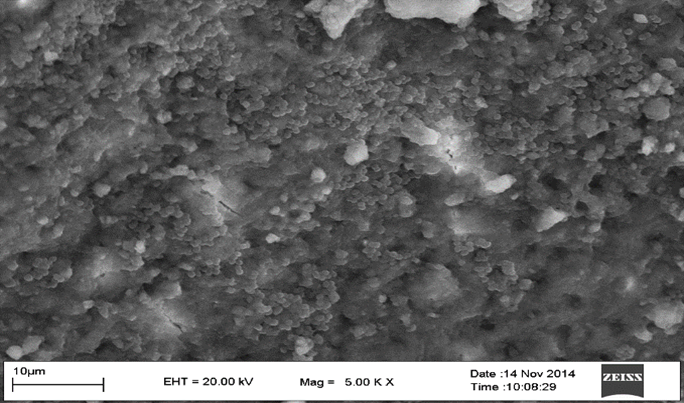 10µm
EHT = 20.00 kV
Mag = 5.00 K X
Date :14 Nov 2014
Time :10:08:29
ZEISS